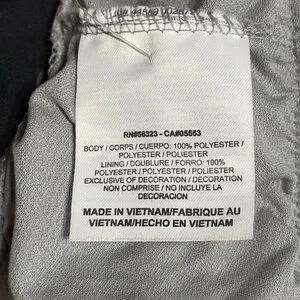 RN#56323 - CA#05553
BODY / CORPS / CUERPO: 100% POLYESTER /
POLYESTER / POLIESTER
LINING / DOUBLURE / FORRO: 100%
POLYESTER / POLYESTER / POLIESTER
EXCLUSIVE OF DECORATION / DECORATION
NON COMPRISE / NO INCLUYE LA
DECORACION
MADE IN VIETNAM/FABRIQUE AU
VIETNAM/HECHO EN VIETNAM